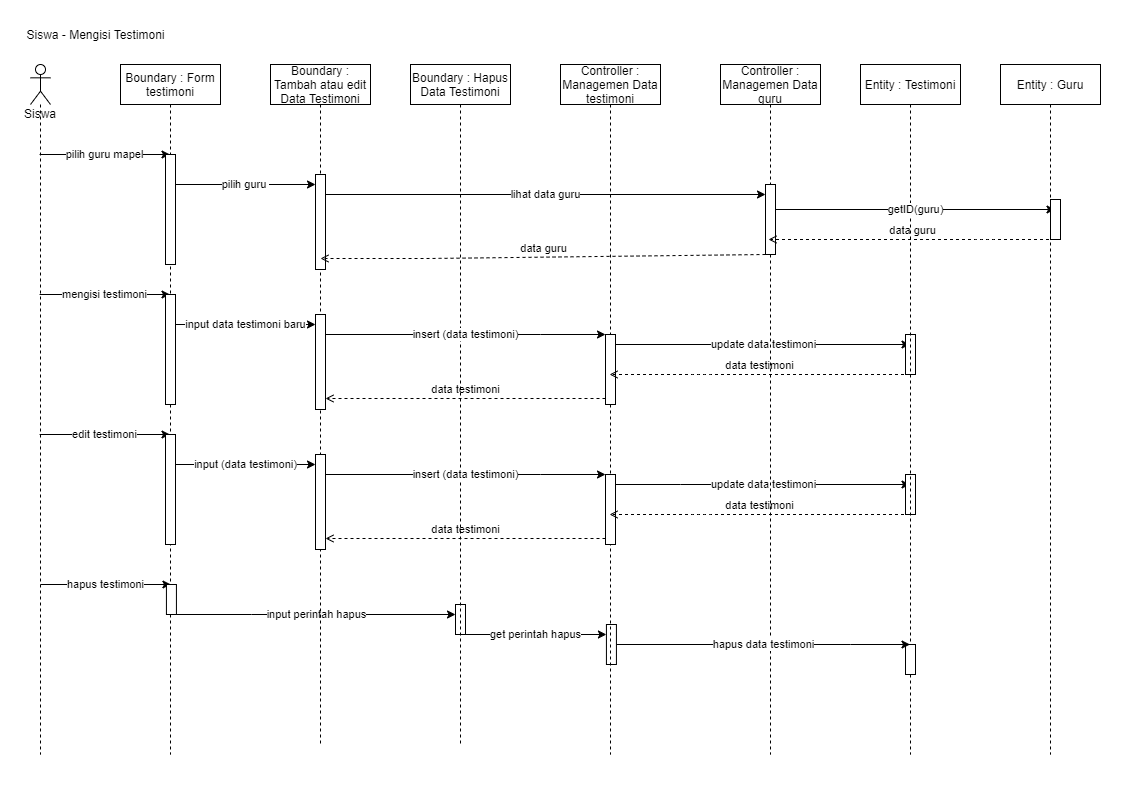 Siswa - Mengisi Testimoni
Siswa
Boundary : Form
testimoni
Boundary :
Tambah atau edit
Data Testimoni
Boundary : Hapus
Data Testimoni
Controller :
Managemen Data
testimoni
Controller :
Managemen Data
guru
Entity : Testimoni
Entity : Guru
pilih guru mapel
pilih guru
lihat data guru
getID(guru)
data guru
data guru
mengisi testimoni
input data testimoni baru
insert (data testimoni)
update data testimoni
data testimoni
data testimoni
edit testimoni
input (data testimoni)
insert (data testimoni)
update data testimoni
data testimoni
data testimoni
hapus testimoni
input perintah hapus
get perintah hapus
hapus data testimoni